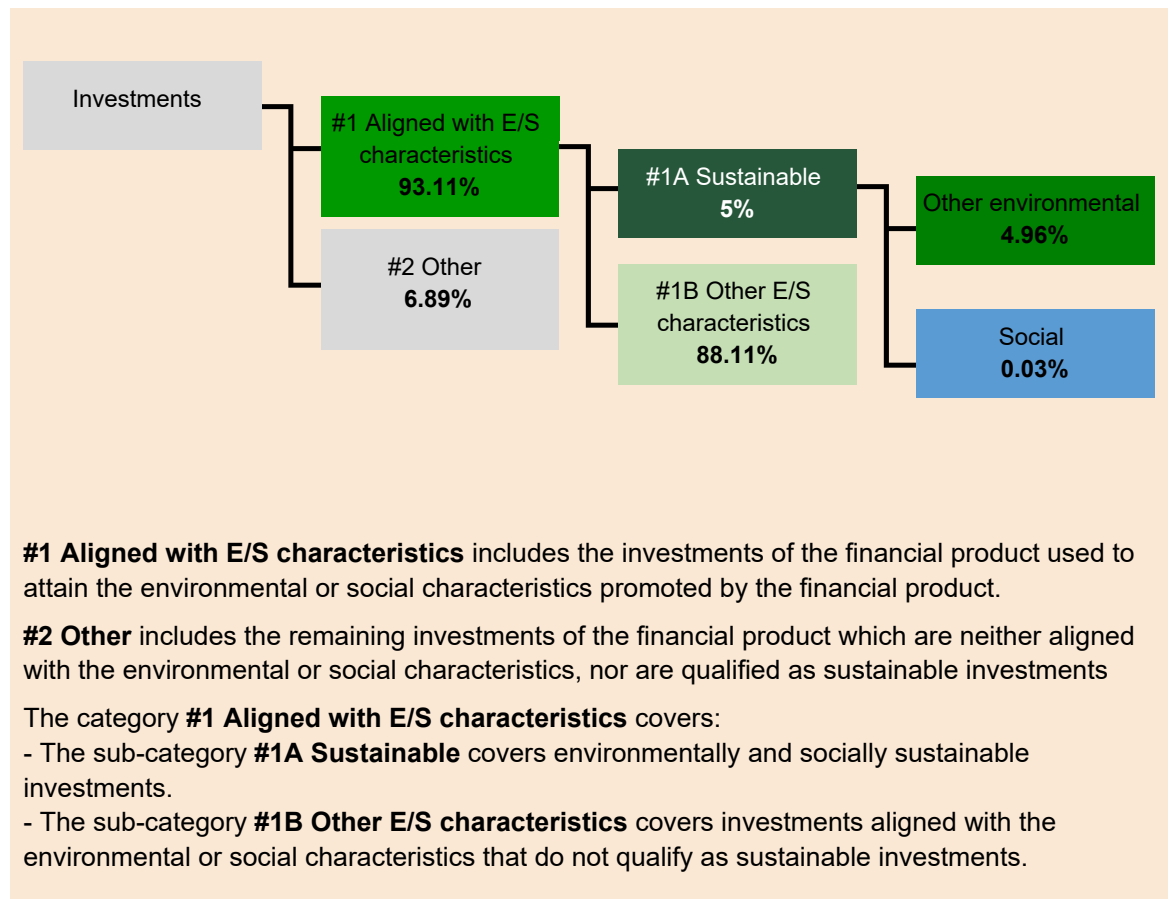 Investments
#1 Aligned with E/S
characteristics
93.11%
#2 Other
6.89%
#1A Sustainable
5%
#1B Other E/S
characteristics
88.11%
Other environmental
4.96%
Social
0.03%
#1 Aligned with E/S characteristics includes the investments of the financial product used to
attain the environmental or social characteristics promoted by the financial product.
#2 Other includes the remaining investments of the financial product which are neither aligned
with the environmental or social characteristics, nor are qualified as sustainable investments
The category #1 Aligned with E/S characteristics covers:
- The sub-category #1A Sustainable covers environmentally and socially sustainable
investments.
- The sub-category #1B Other E/S characteristics covers investments aligned with the
environmental or social characteristics that do not qualify as sustainable investments.